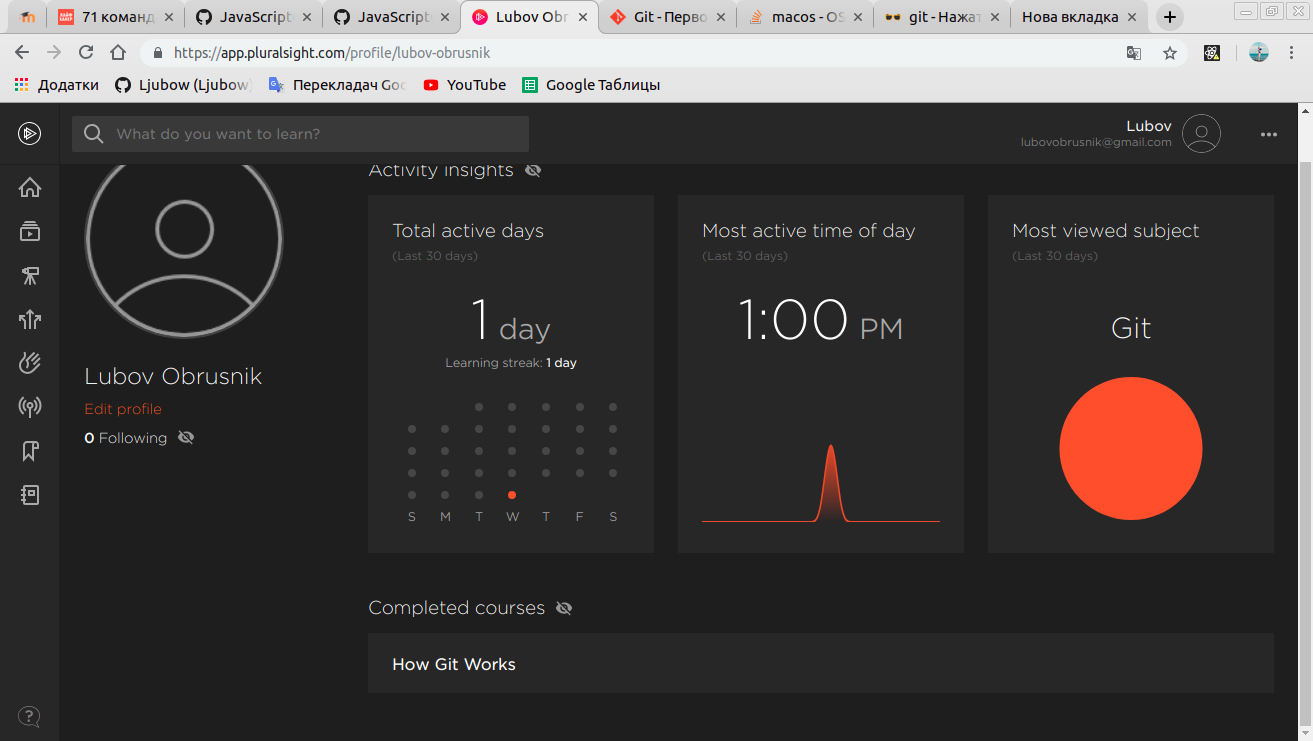 71 команд
JavaScript
JavaScript
Lubov Obr
Git - Перво
macos - OS
git - Нажат
Нова вкладка
https://app.pluralsight.com/profile/lubov-obrusnik
Додатки
Ljubow (Ljubow)
Перекладач Goo
YouTube
Google Таблицы
What do you want to learn?
Lubov
lubovobrusnik@gmail.com
Activity insights
Total active days
(Last 30 days)
1 day
Learning streak: 1 day
S M T W T F S
Most active time of day
(Last 30 days)
1:00 PM
Most viewed subject
(Last 30 days)
Git
Lubov Obrusnik
Edit profile
0 Following
Completed courses
How Git Works